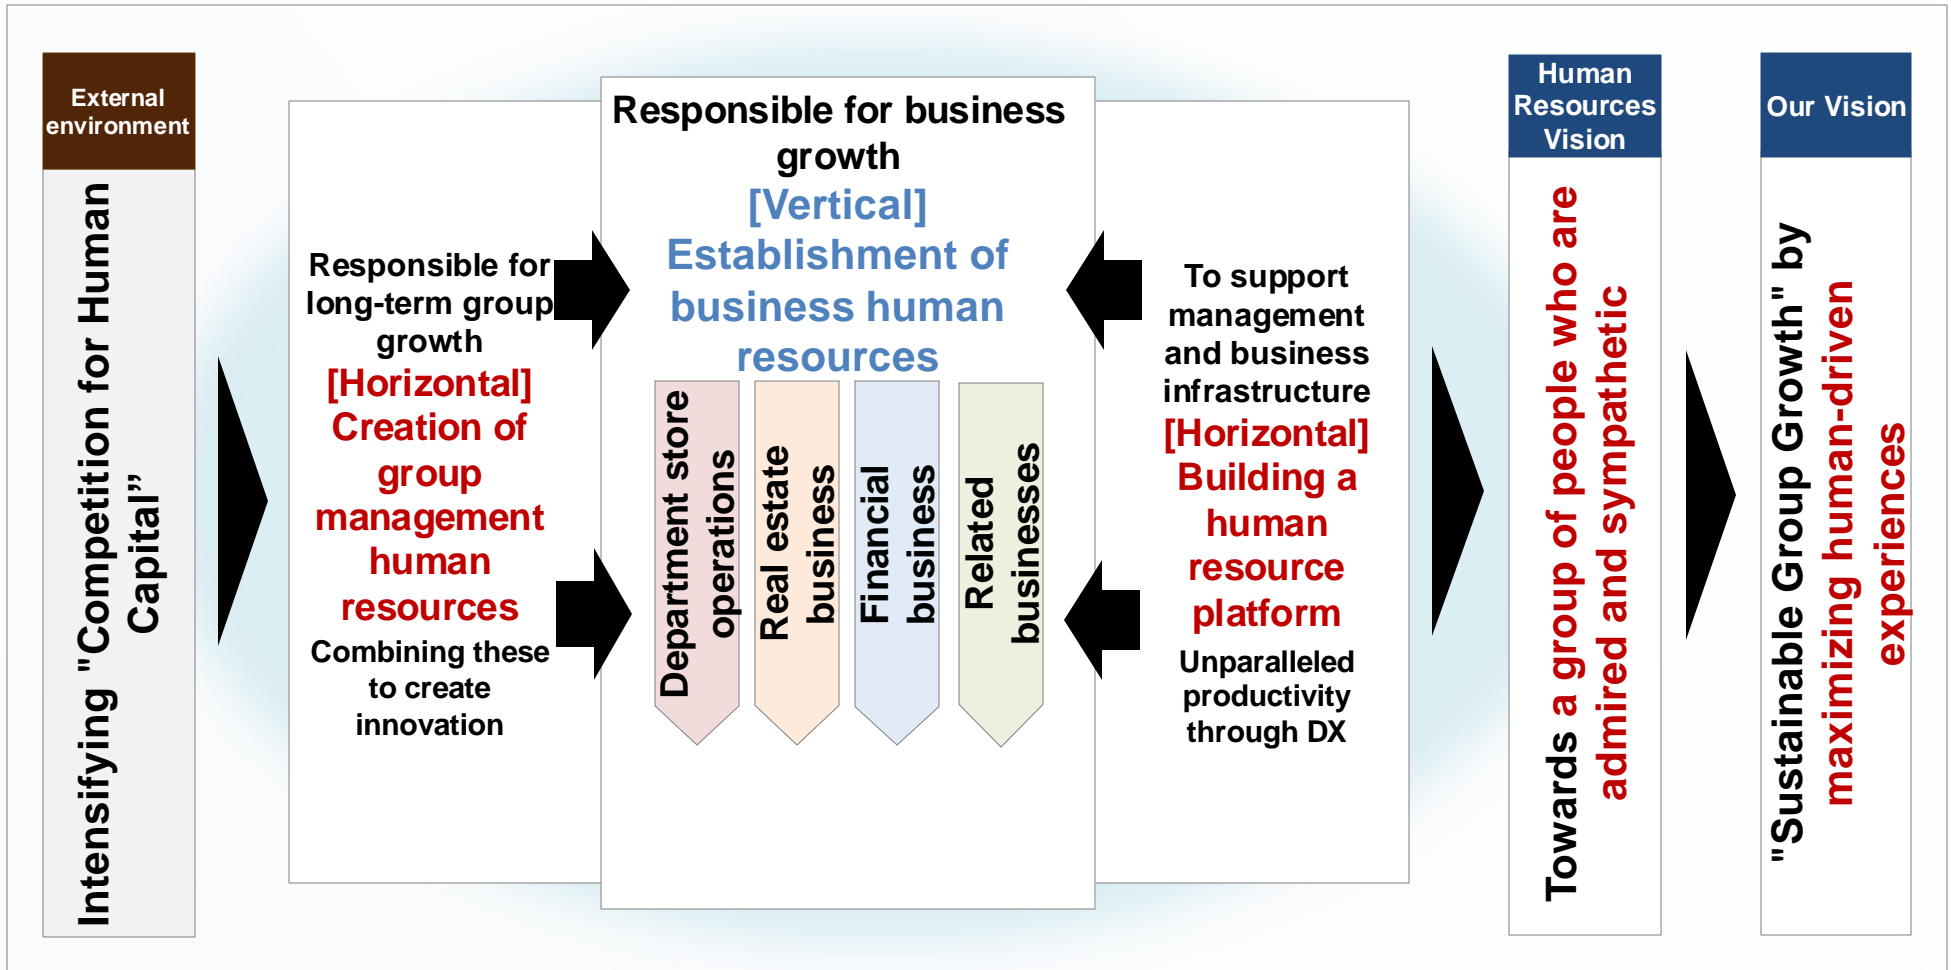 External
environment
Intensifying "Competition for Human
Capital”
Responsible for
long-term group
growth
[Horizontal]
Creation of
group
management
human
resources
Combining these
to create
innovation
Responsible for business
growth
[Vertical]
Establishment of
business human
resources
Department store
operations
Real estate
business
Financial
business
Related
businesses
To support
management
and business
infrastructure
[Horizontal]
Building a
human
resource
platform
Unparalleled
productivity
through DX
Human
Resources
Vision
Towards a group of people who are
admired and sympathetic
Our Vision
"Sustainable Group Growth" by
maximizing human-driven
experiences